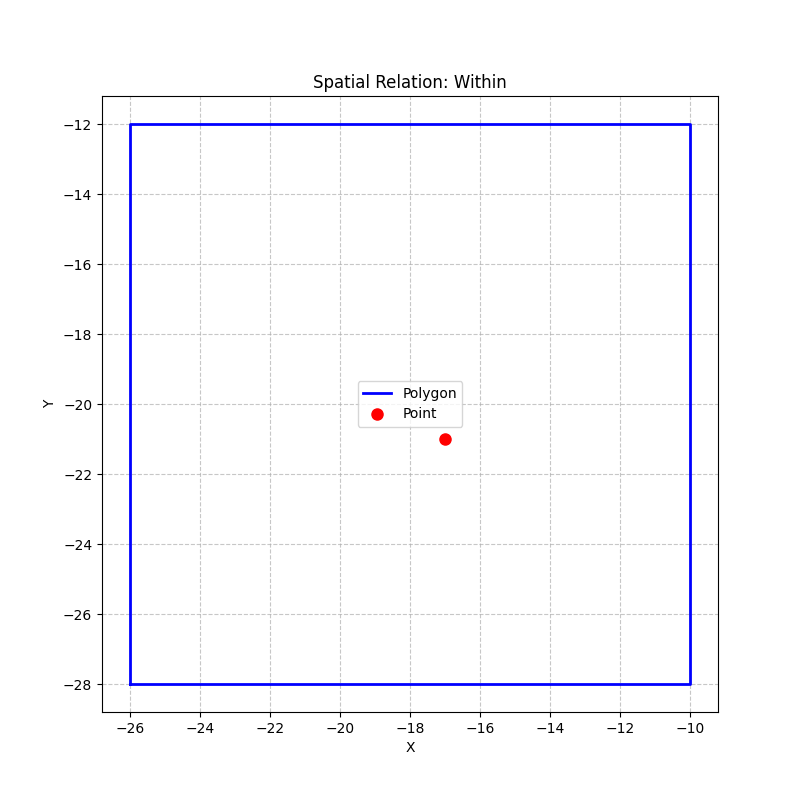 Spatial Relation: Within
−12
−14
−16
−18
−20
−22
−24
−26
−28
Y
Polygon
Point
−26 −24 −22 −20 −18 −16 −14 −12 −10
X